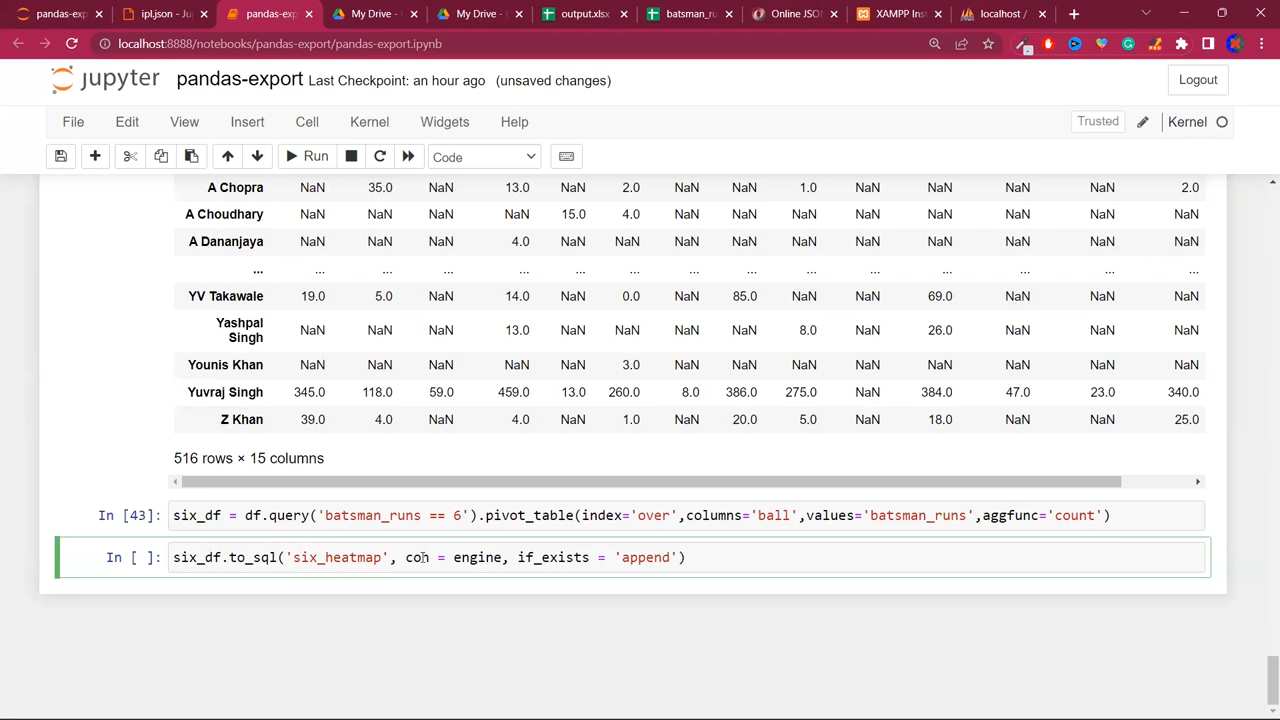 ipl.json - Jup
pandas-exp
My Drive -
My Drive -
output.xlsx
batsman_ru
Online JSO
XAMPP Inst
localhost /
localhost:8888/notebooks/pandas-export/pandas-export.ipynb
jupyter pandas-export Last Checkpoint: an hour ago (unsaved changes) Logout
File Edit View Insert Cell Kernel Widgets Help Trusted Kernel
Run Code
A Chopra NaN 35.0 NaN 13.0 NaN 2.0 NaN NaN 1.0 NaN NaN NaN NaN 2.0
A Choudhary NaN NaN NaN NaN 15.0 4.0 NaN NaN NaN NaN NaN NaN NaN NaN
A Dananjaya NaN NaN NaN 4.0 NaN NaN NaN NaN NaN NaN NaN NaN NaN NaN
... ... ... ... ... ... ... ... ... ... ... ... ... ... ...
YV Takawale 19.0 5.0 NaN 14.0 NaN 0.0 NaN 85.0 NaN NaN 69.0 NaN NaN NaN
Yashpal
Singh NaN NaN NaN 13.0 NaN NaN NaN NaN 8.0 NaN 26.0 NaN NaN NaN
Younis Khan NaN NaN NaN NaN NaN 3.0 NaN NaN NaN NaN NaN NaN NaN NaN
Yuvraj Singh 345.0 118.0 59.0 459.0 13.0 260.0 8.0 386.0 275.0 NaN 384.0 47.0 23.0 340.0
Z Khan 39.0 4.0 NaN 4.0 NaN 1.0 NaN 20.0 5.0 NaN 18.0 NaN NaN 25.0
516 rows × 15 columns
In [43]: six_df = df.query('batsman_runs == 6').pivot_table(index='over',columns='ball',values='batsman_runs',aggfunc='count')
In [ ]: six_df.to_sql('six_heatmap', con = engine, if_exists = 'append')